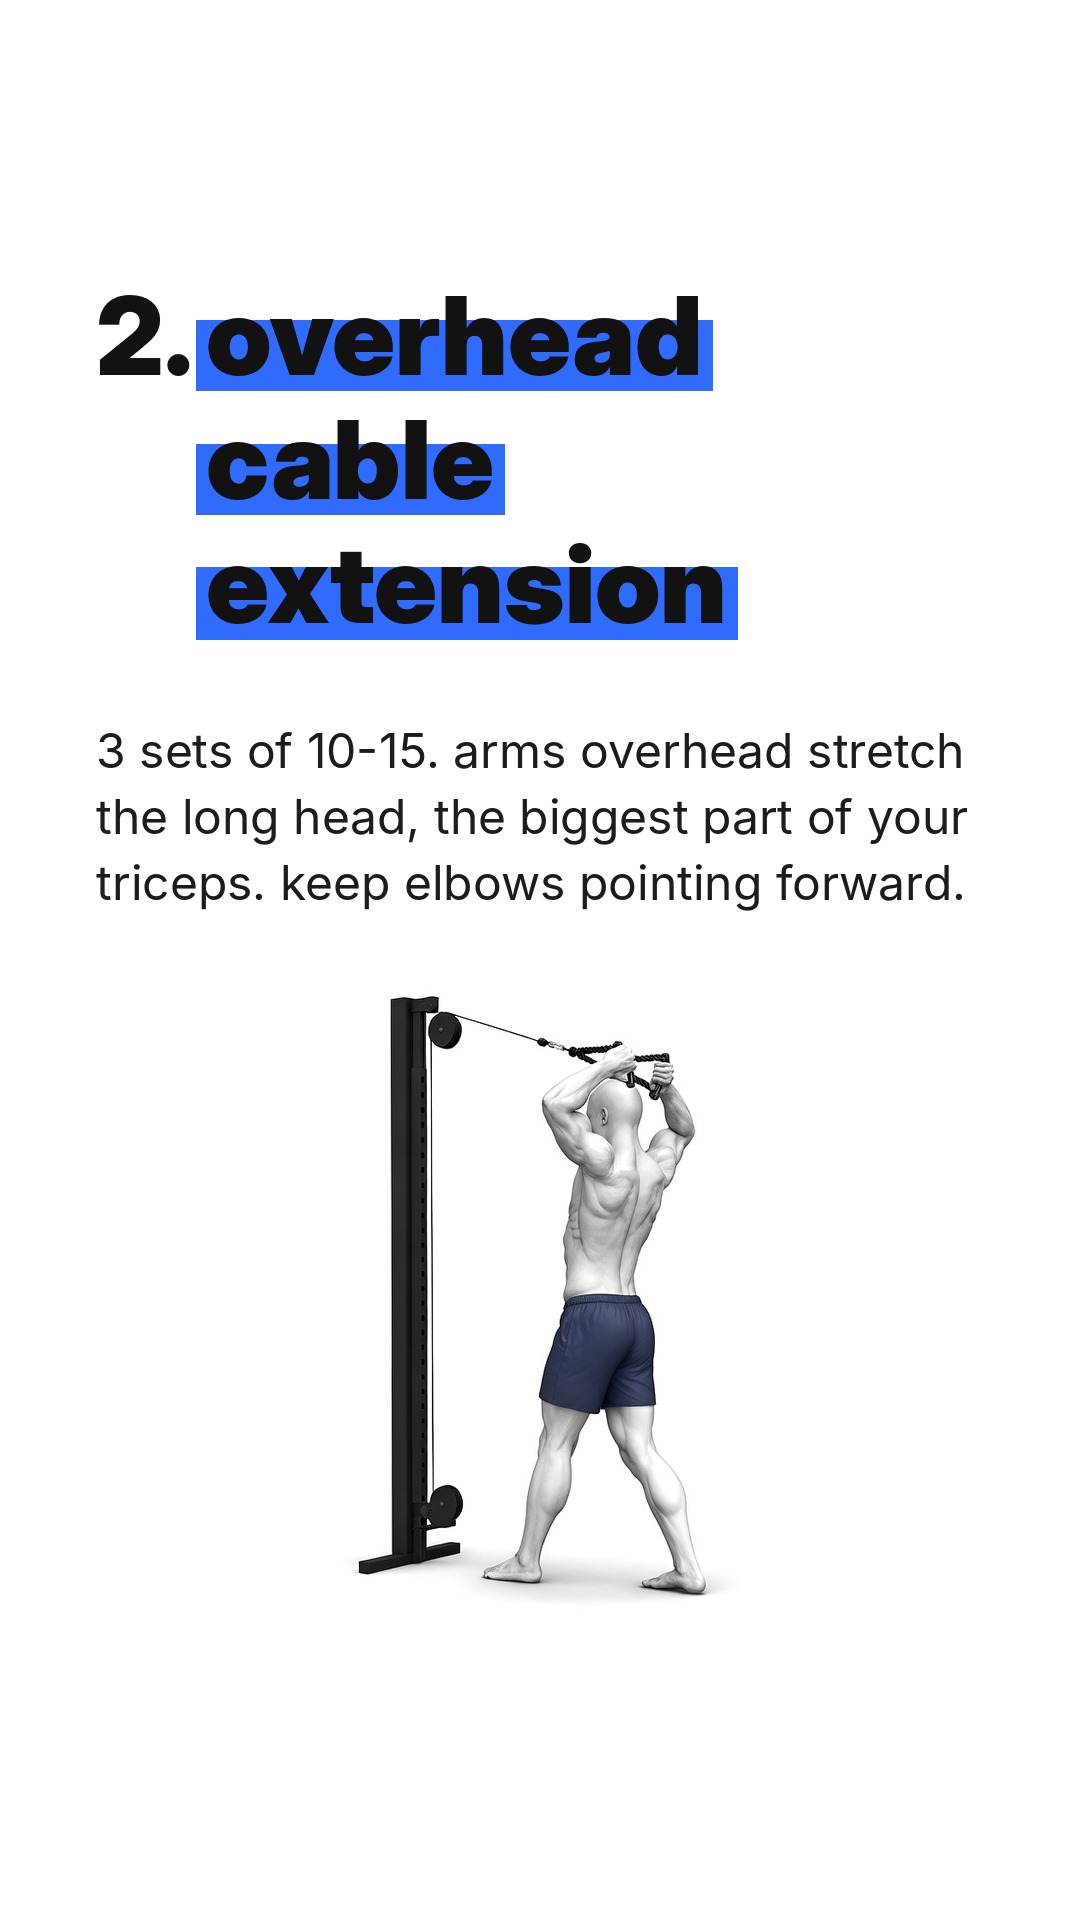 2. overhead
cable
extension
3 sets of 10-15. arms overhead stretch
the long head, the biggest part of your
triceps. keep elbows pointing forward.